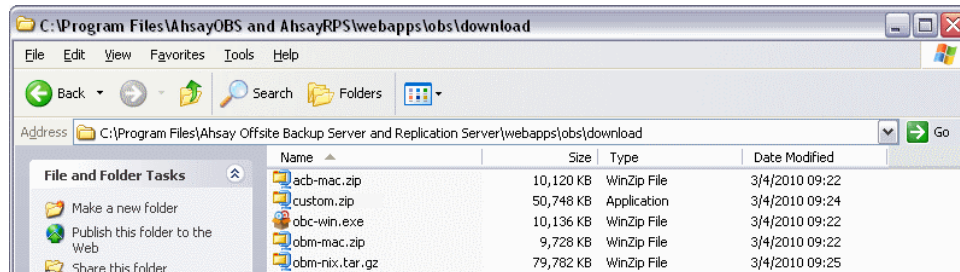 C:\Program Files\AhsayOBS and AhsayRPS\webapps\obs\download
File Edit View Favorites Tools Help
Back Search Folders
Address C:\Program Files\Ahsay Offsite Backup Server and Replication Server\webapps\obs\download Go
File and Folder Tasks
Make a new folder
Publish this folder to the
Web
Share this folder
Name Size Type Date Modified
acb-mac.zip 10,120 KB WinZip File 3/4/2010 09:22
custom.zip 50,748 KB Application 3/4/2010 09:24
obc-win.exe 10,136 KB WinZip File 3/4/2010 09:22
obm-mac.zip 9,728 KB WinZip File 3/4/2010 09:22
obm-nix.tar.gz 79,782 KB WinZip File 3/4/2010 09:25